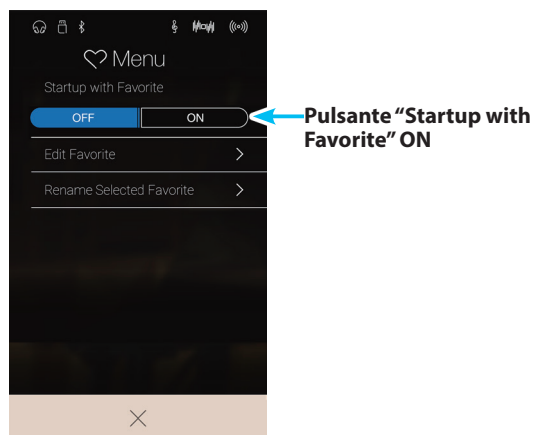 Menu
Startup with Favorite
OFF ON
Pulsante “Startup with
Favorite” ON
Edit Favorite
Rename Selected Favorite